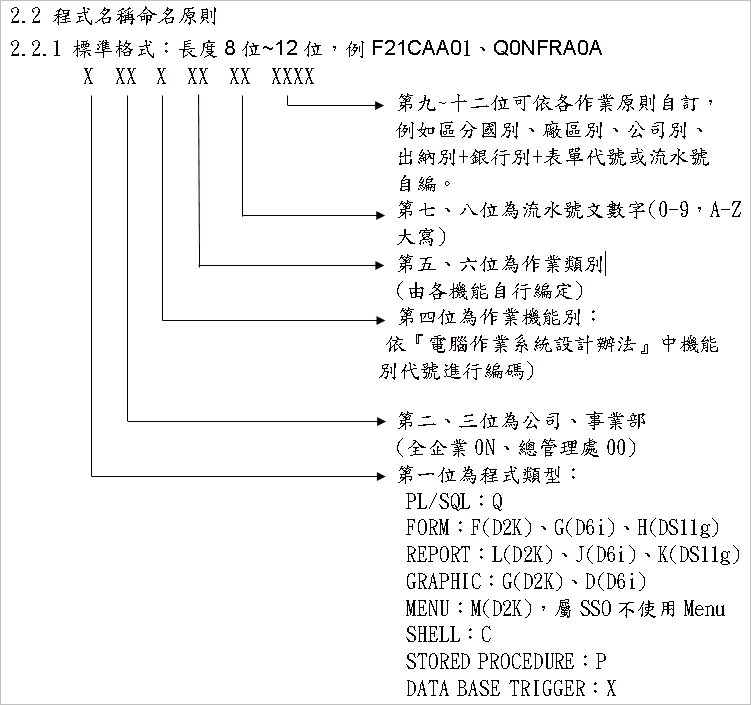 2.2 程式名稱命名原則
2.2.1 標準格式：長度 8 位~12 位，例 F21CAA01、Q0NFRA0A
X XX X XX XX XXXX
第九~十二位可依各作業原則自訂，
例如區分國別、廠區別、公司別、
出納別+銀行別+表單代號或流水號
自編。
第七、八位為流水號文數字(0-9，A-Z
大寫)
第五、六位為作業類別
(由各機能自行編定)
第四位為作業機能別：
依『電腦作業系統設計辦法』中機能
別代號進行編碼)
第二、三位為公司、事業部
(全企業 0N、總管理處 00)
第一位為程式類型：
PL/SQL：Q
FORM：F(D2K)、G(D6i)、H(DS11g)
REPORT：L(D2K)、J(D6i)、K(DS11g)
GRAPHIC：G(D2K)、D(D6i)
MENU：M(D2K)，屬 SSO 不使用 Menu
SHELL：C
STORED PROCEDURE：P
DATA BASE TRIGGER：X